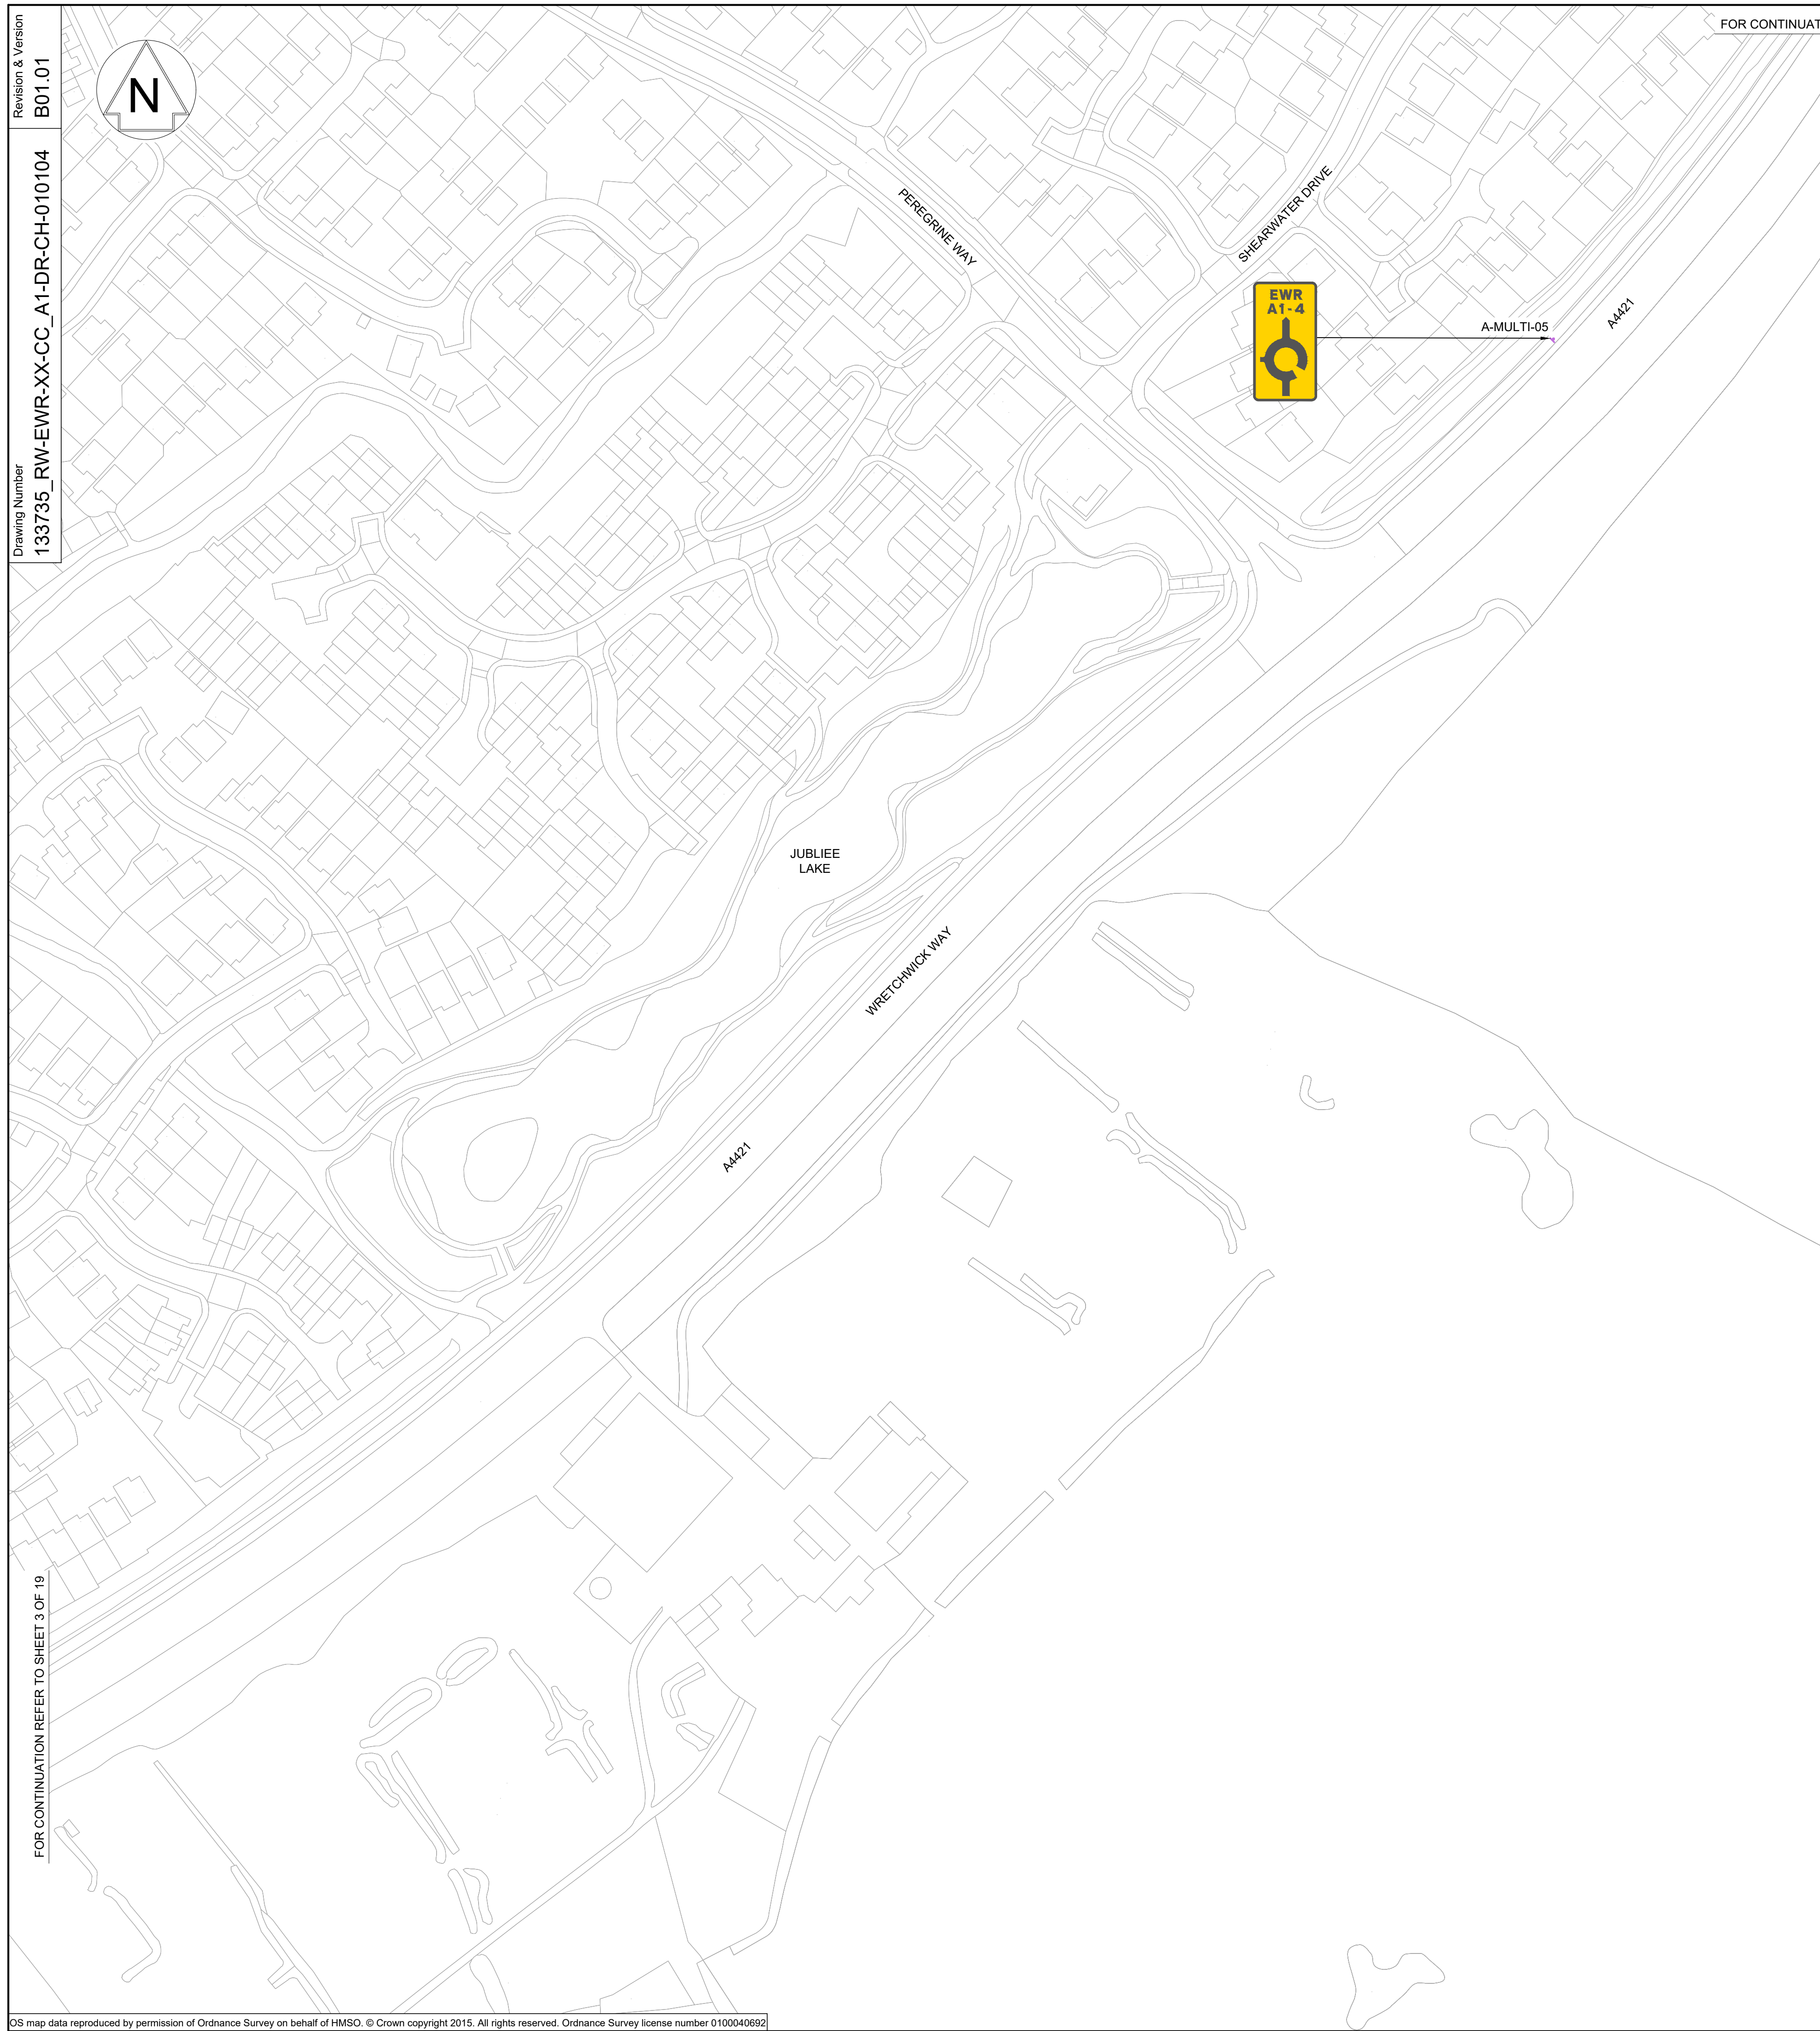 FOR CONTINUAT
Revision & Version
B01.01
Drawing Number
133735_RW-EWR-XX-CC_A1-DR-CH-010104
N
PEREGRINE WAY
SHEARWATER DRIVE
EWR
A1-4
A-MULTI-05
A4421
JUBLIEE
LAKE
WRETCHWICK WAY
A4421
FOR CONTINUATION REFER TO SHEET 3 OF 19
OS map data reproduced by permission of Ordnance Survey on behalf of HMSO. © Crown copyright 2015. All rights reserved. Ordnance Survey license number 0100040692